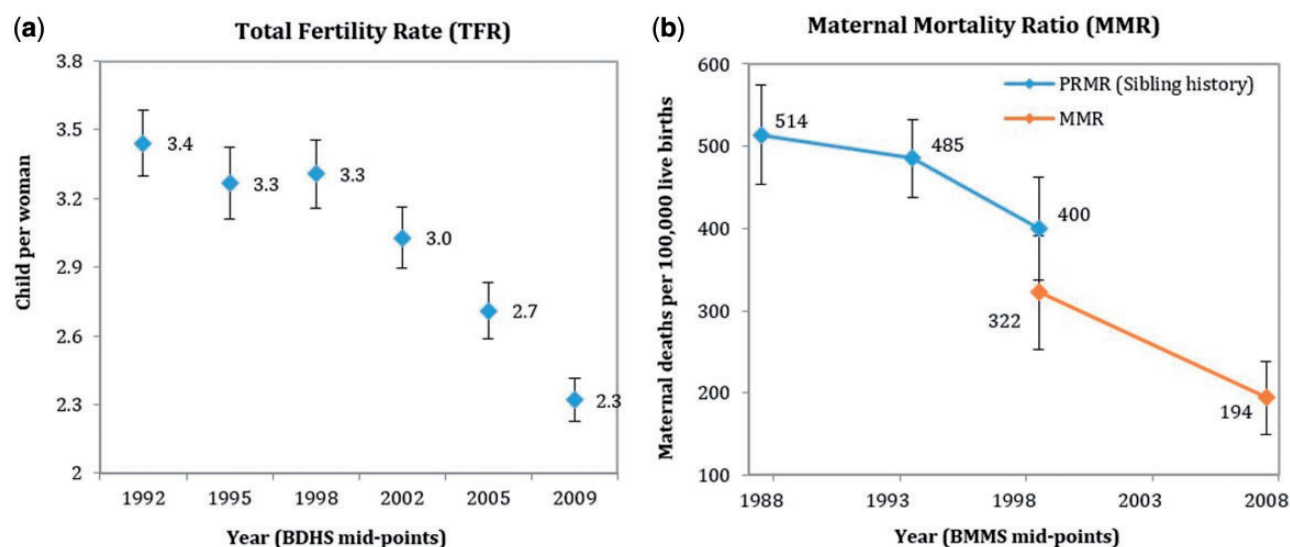 (a)
Total Fertility Rate (TFR)
3.8
3.5
3.2
2.9
2.6
2.3
2
Child per woman
3.4
3.3
3.3
3.0
2.7
2.3
1992 1995 1998 2002 2005 2009
Year (BDHS mid-points)
(b)
Maternal Mortality Ratio (MMR)
600
500
400
300
200
100
Maternal deaths per 100,000 live births
PRMR (Sibling history)
MMR
514
485
400
322
194
1988 1993 1998 2003 2008
Year (BMMS mid-points)